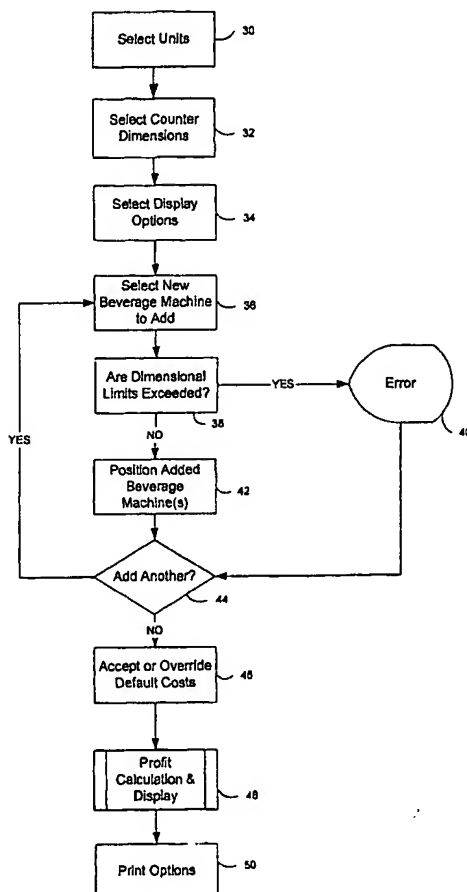 Select Units
30
Select Counter
Dimensions
32
Select Display
Options
34
Select New
Beverage Machine
to Add
36
Are Dimensional
Limits Exceeded?
38
YES
Error
40
NO
YES
Position Added
Beverage
Machine(s)
42
Add Another?
44
NO
Accept or Override
Default Costs
46
Profit
Calculation &
Display
48
Print Options
50